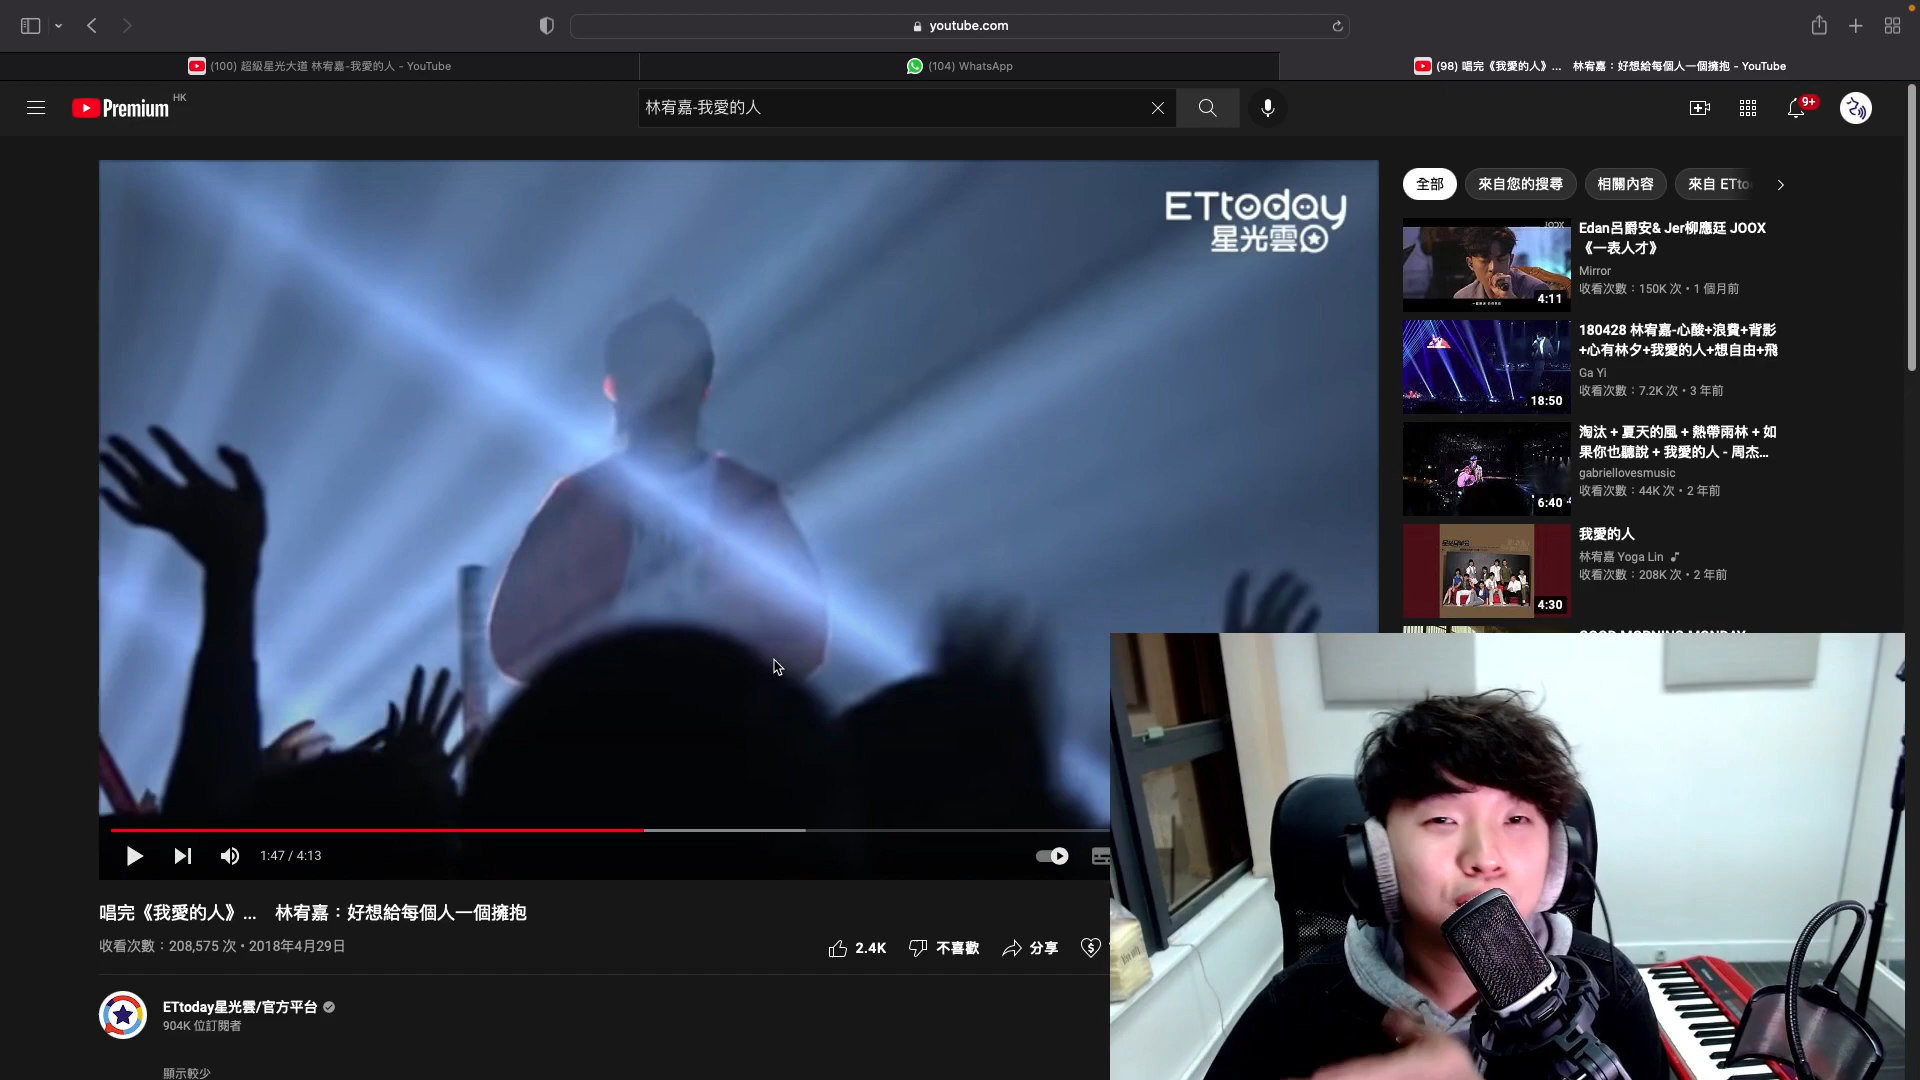 youtube.com
(100) 超級星光大道 林宥嘉-我愛的人 - YouTube
(104) WhatsApp
(98) 唱完《我愛的人》... 林宥嘉：好想給每個人一個擁抱 - YouTube
Premium HK
林宥嘉-我愛的人
9+
ETtoday
星光雲
全部
來自您的搜尋
相關內容
來自 ETto
JOOX
4:11
Edan呂爵安& Jer柳應廷 JOOX
《一表人才》
Mirror
收看次數：150K 次 • 1 個月前
18:50
180428 林宥嘉-心酸+浪費+背影
+心有林夕+我愛的人+想自由+飛
Ga Yi
收看次數：7.2K 次 • 3 年前
6:40
淘汰 + 夏天的風 + 熱帶雨林 + 如
果你也聽說 + 我愛的人 - 周杰...
gabriellovesmusic
收看次數：44K 次 • 2 年前
4:30
我愛的人
林宥嘉 Yoga Lin
收看次數：208K 次 • 2 年前
GOOD MORNING MONDAY
1:47 / 4:13
唱完《我愛的人》... 林宥嘉：好想給每個人一個擁抱
收看次數：208,575 次 • 2018年4月29日
2.4K
不喜歡
分享
ETtoday星光雲/官方平台
904K 位訂閱者
顯示較少